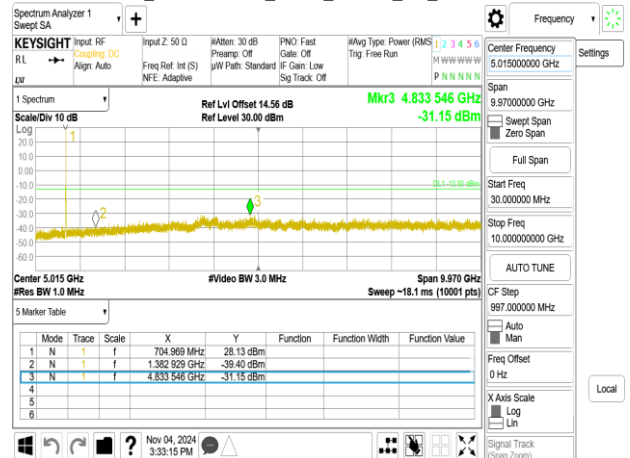 Spectrum Analyzer 1
Swept SA
+
Frequency
KEYSIGHT Input: RF Input Z: 50 Ω #Atten: 30 dB PNO: Fast #Avg Type: Power (RMS 1 2 3 4 5 6
RL Coupling: DC Preamp: Off Gate: Off Trig: Free Run M W W W W W
Align: Auto Freq Ref: Int (S) µW Path: Standard IF Gain: Low
NFE: Adaptive Sig Track: Off P N N N N N
1 Spectrum
Scale/Div 10 dB
Ref Lvl Offset 14.56 dB
Ref Level 30.00 dBm
Mkr3 4.833 546 GHz
-31.15 dBm
Log
1
20.0
10.0
0.00
-10.0
DL1 -13.00 dBm
-20.0
-30.0
2
3
-40.0
-50.0
-60.0
Center 5.015 GHz #Video BW 3.0 MHz Span 9.970 GHz
#Res BW 1.0 MHz Sweep ~18.1 ms (10001 pts)
5 Marker Table
Mode Trace Scale X Y Function Function Width Function Value
1 N 1 f 704.969 MHz 28.13 dBm
2 N 1 f 1.382 929 GHz -39.40 dBm
3 N 1 f 4.833 546 GHz -31.15 dBm
4
5
6
?
Nov 04, 2024
3:33:15 PM
Center Frequency
5.015000000 GHz
Settings
Span
9.97000000 GHz
Swept Span
Zero Span
Full Span
Start Freq
30.000000 MHz
Stop Freq
10.000000000 GHz
AUTO TUNE
CF Step
997.000000 MHz
Auto
Man
Freq Offset
0 Hz
X Axis Scale
Log
Lin
Local
Signal Track
(Span Zoom)